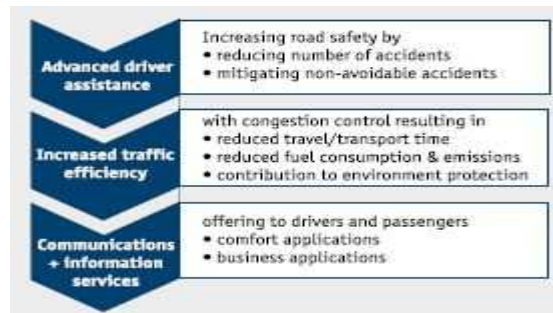 Advanced driver
assistance
Increasing road safety by
• reducing number of accidents
• mitigating non-avoidable accidents
Increased traffic
efficiency
with congestion control resulting in
• reduced travel/transport time
• reduced fuel consumption & emissions
• contribution to environment protection
Communications
+ information
services
offering to drivers and passengers
• comfort applications
• business applications